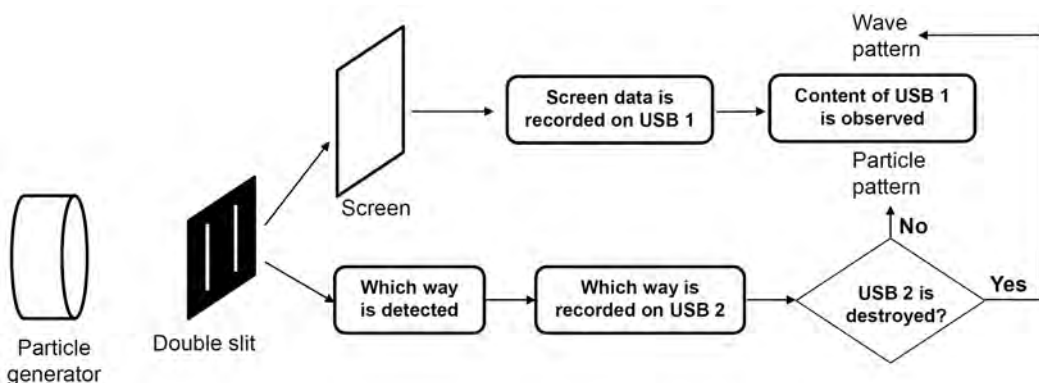 Wave
pattern
Screen data is
recorded on USB 1
Content of USB 1
is observed
Particle
pattern
Screen
No
Which way
is detected
Which way is
recorded on USB 2
USB 2 is
destroyed?
Yes
Double slit
Particle
generator